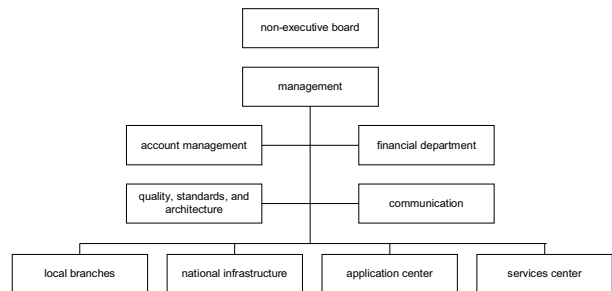 non-executive board
management
account management
financial department
quality, standards, and
architecture
communication
local branches
national infrastructure
application center
services center